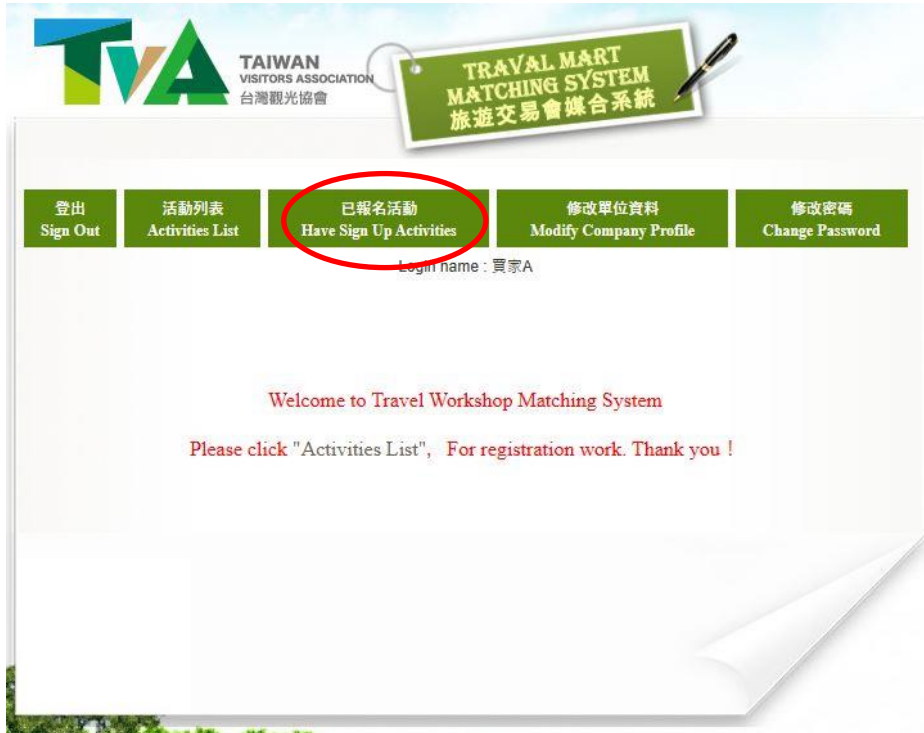 TvA
TAIWAN
VISITORS ASSOCIATION
台灣觀光協會
TRAVAL MART
MATCHING SYSTEM
旅遊交易會媒合系統
登出
Sign Out
活動列表
Activities List
已報名活動
Have Sign Up Activities
修改單位資料
Modify Company Profile
修改密碼
Change Password
Login name : 買家A
Welcome to Travel Workshop Matching System
Please click "Activities List", For registration work. Thank you！